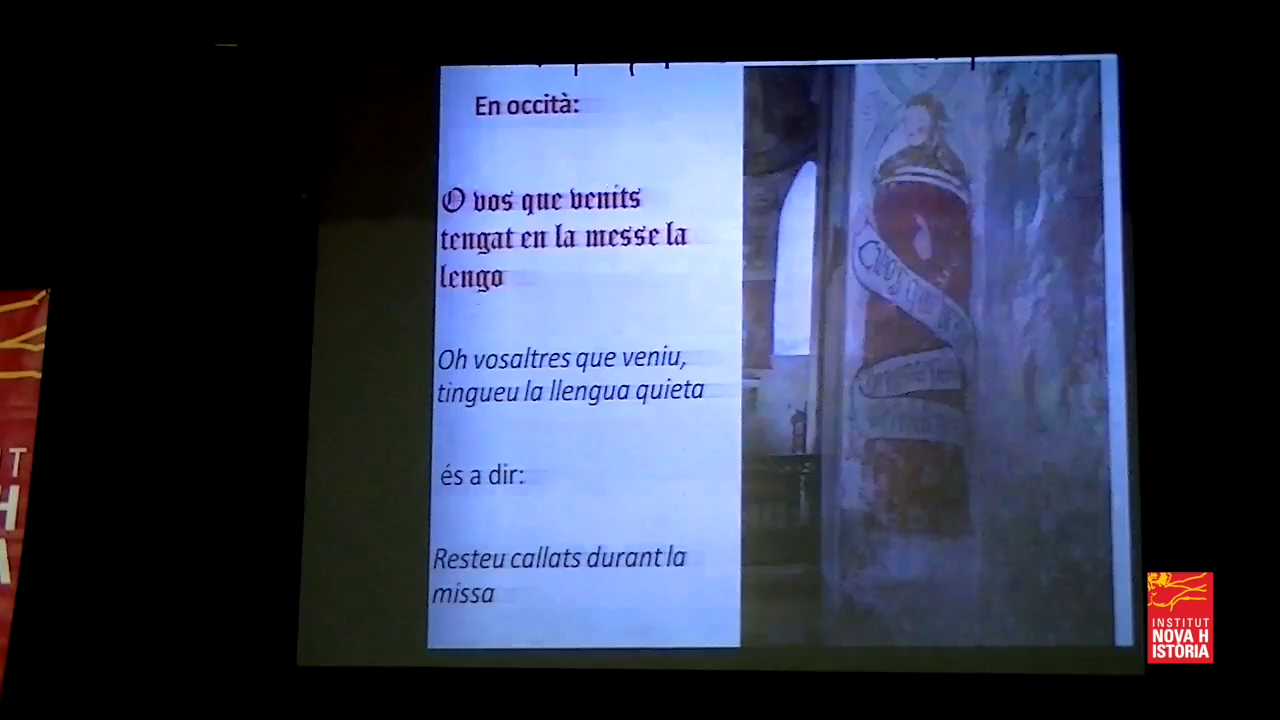 En occità:
O vos que venits
tengat en la messe la
lengo
Oh vosaltres que veniu,
tingueu la llengua quieta
és a dir:
Resteu callats durant la
missa
INSTITUT
NOVA H
ISTÒRIA
T
H
A